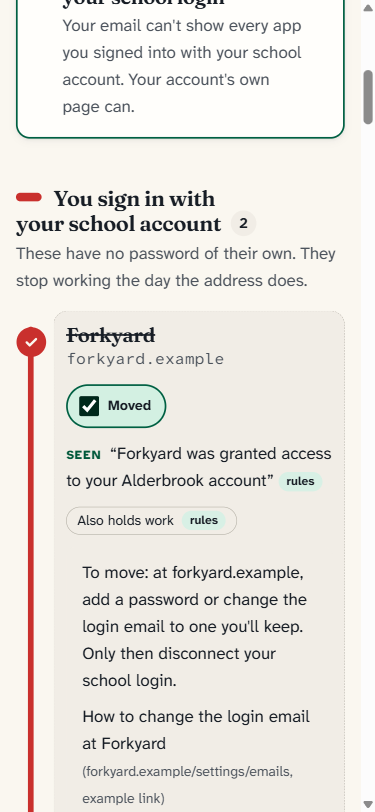 your school login
Your email can't show every app
you signed into with your school
account. Your account's own
page can.
You sign in with
your school account 2
These have no password of their own. They
stop working the day the address does.
Forkyard
forkyard.example
Moved
SEEN “Forkyard was granted access
to your Alderbrook account” rules
Also holds work rules
To move: at forkyard.example,
add a password or change the
login email to one you'll keep.
Only then disconnect your
school login.
How to change the login email
at Forkyard
(forkyard.example/settings/emails,
example link)